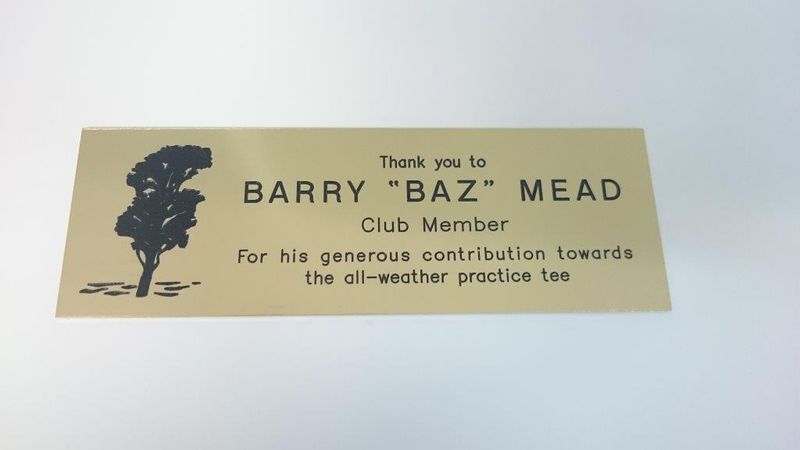 Thank you to
BARRY “BAZ” MEAD
Club Member
For his generous contribution towards
the all-weather practice tee